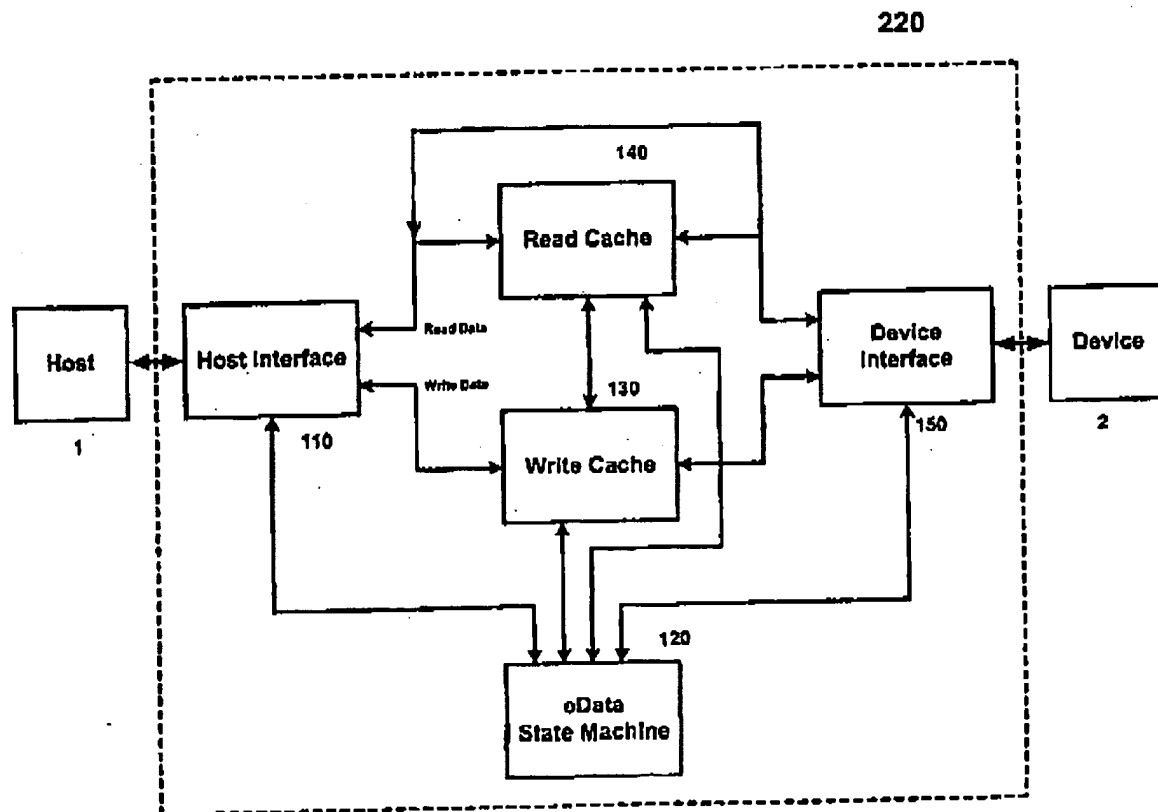 220
140
Read Cache
Read Data
Host
Host Interface
Device
Interface
Device
Write Data
130
1
110
150
2
Write Cache
120
oData
State Machine